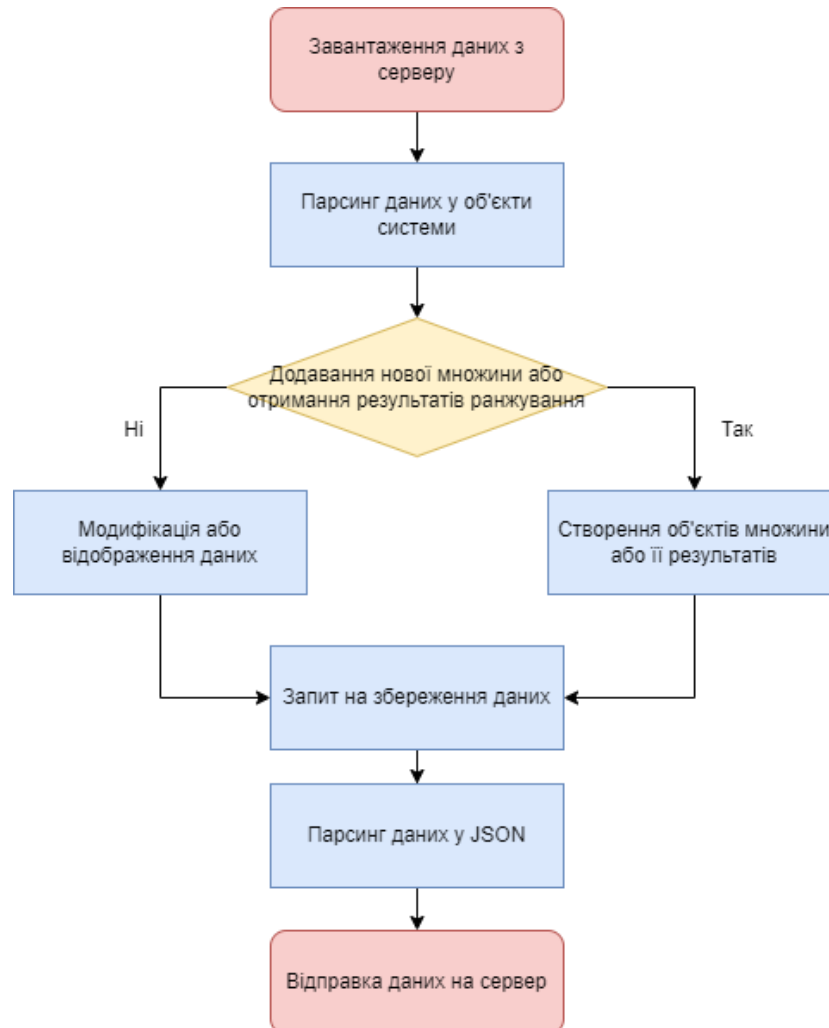 Завантаження даних з
серверу
Парсинг даних у об'єкти
системи
Додавання нової множини або
отримання результатів ранжування
Ні
Так
Модифікація або
відображення даних
Створення об'єктів множини
або її результатів
Запит на збереження даних
Парсинг даних у JSON
Відправка даних на сервер